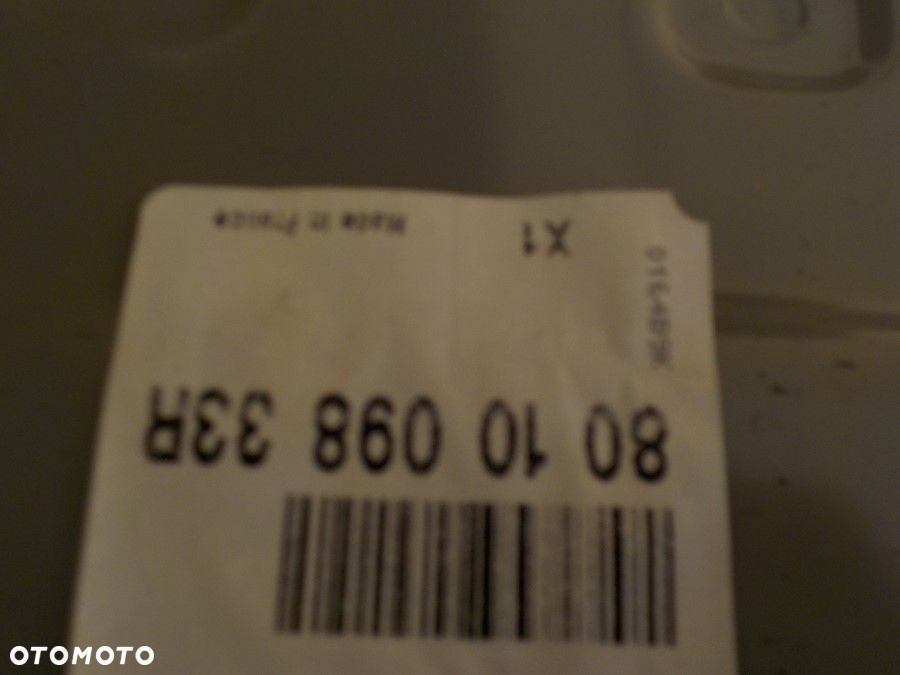 80 10 098 33R
X1
Made in France
OTOMOTO